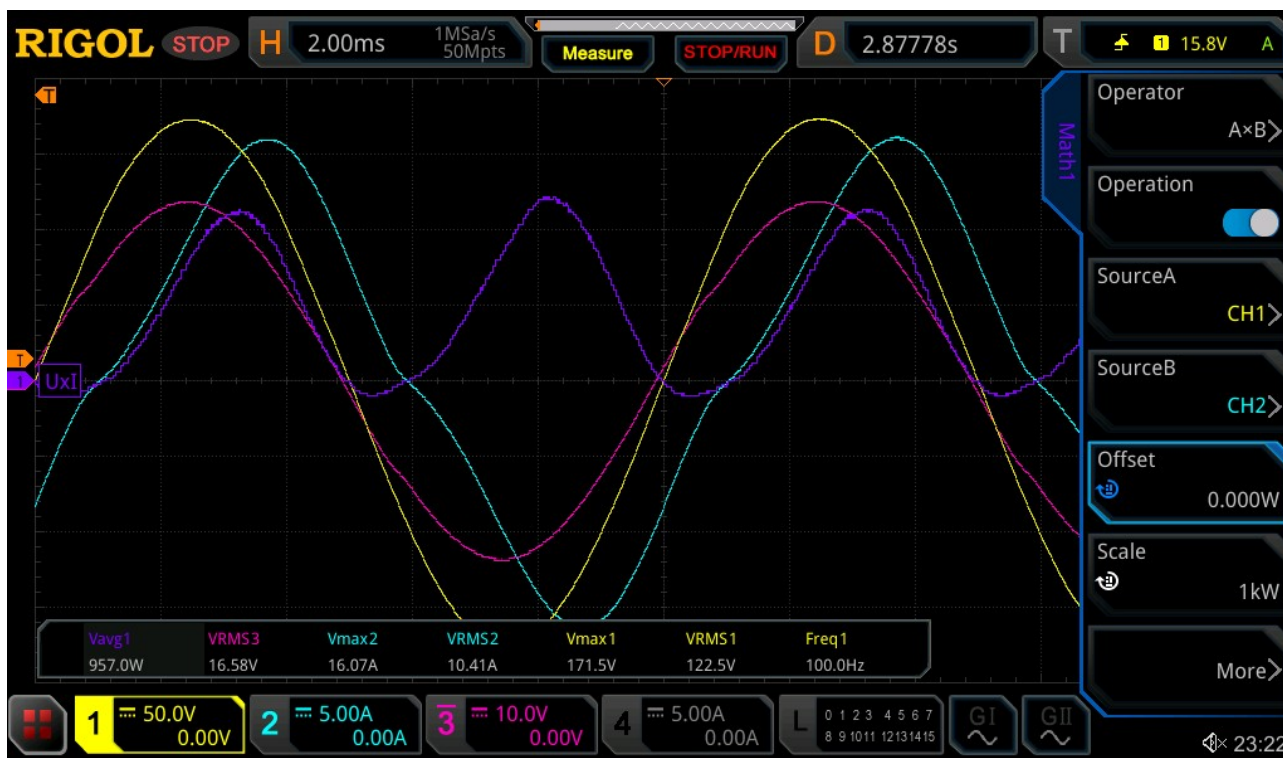 RIGOL STOP H 2.00ms 1MSa/s 50Mpts Measure STOP/RUN D 2.87778s T 1 15.8V A
T
T
1 UxI
Math1
Operator
A×B
Operation
SourceA
CH1
SourceB
CH2
Offset
0.000W
Scale
1kW
More
Vavg1 VRMS3 Vmax2 VRMS2 Vmax1 VRMS1 Freq1
957.0W 16.58V 16.07A 10.41A 171.5V 122.5V 100.0Hz
1 50.0V 2 5.00A 3 10.0V 4 5.00A L 0 1 2 3 4 5 6 7 GI GII
0.00V 0.00A 0.00V 0.00A 8 9 10 11 12 13 14 15
23:22